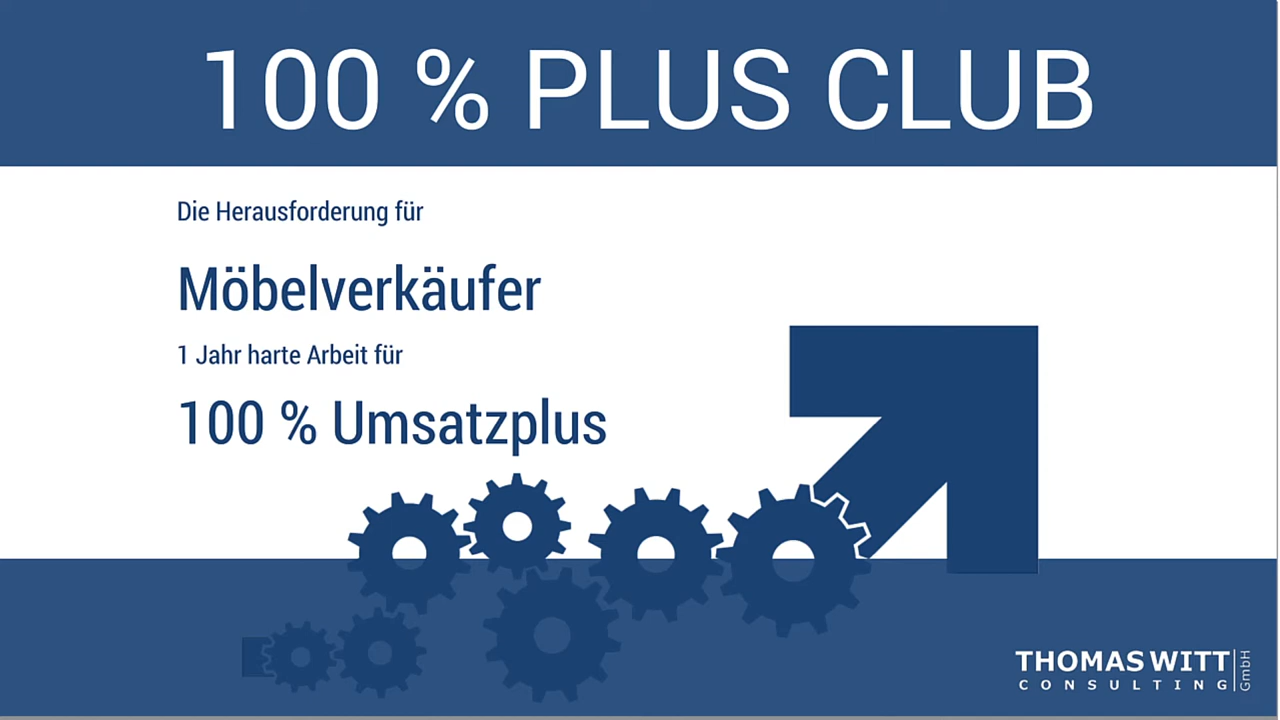 100 % PLUS CLUB
Die Herausforderung für
Möbelverkäufer
1 Jahr harte Arbeit für
100 % Umsatzplus
THOMAS WITT
CONSULTING
GmbH